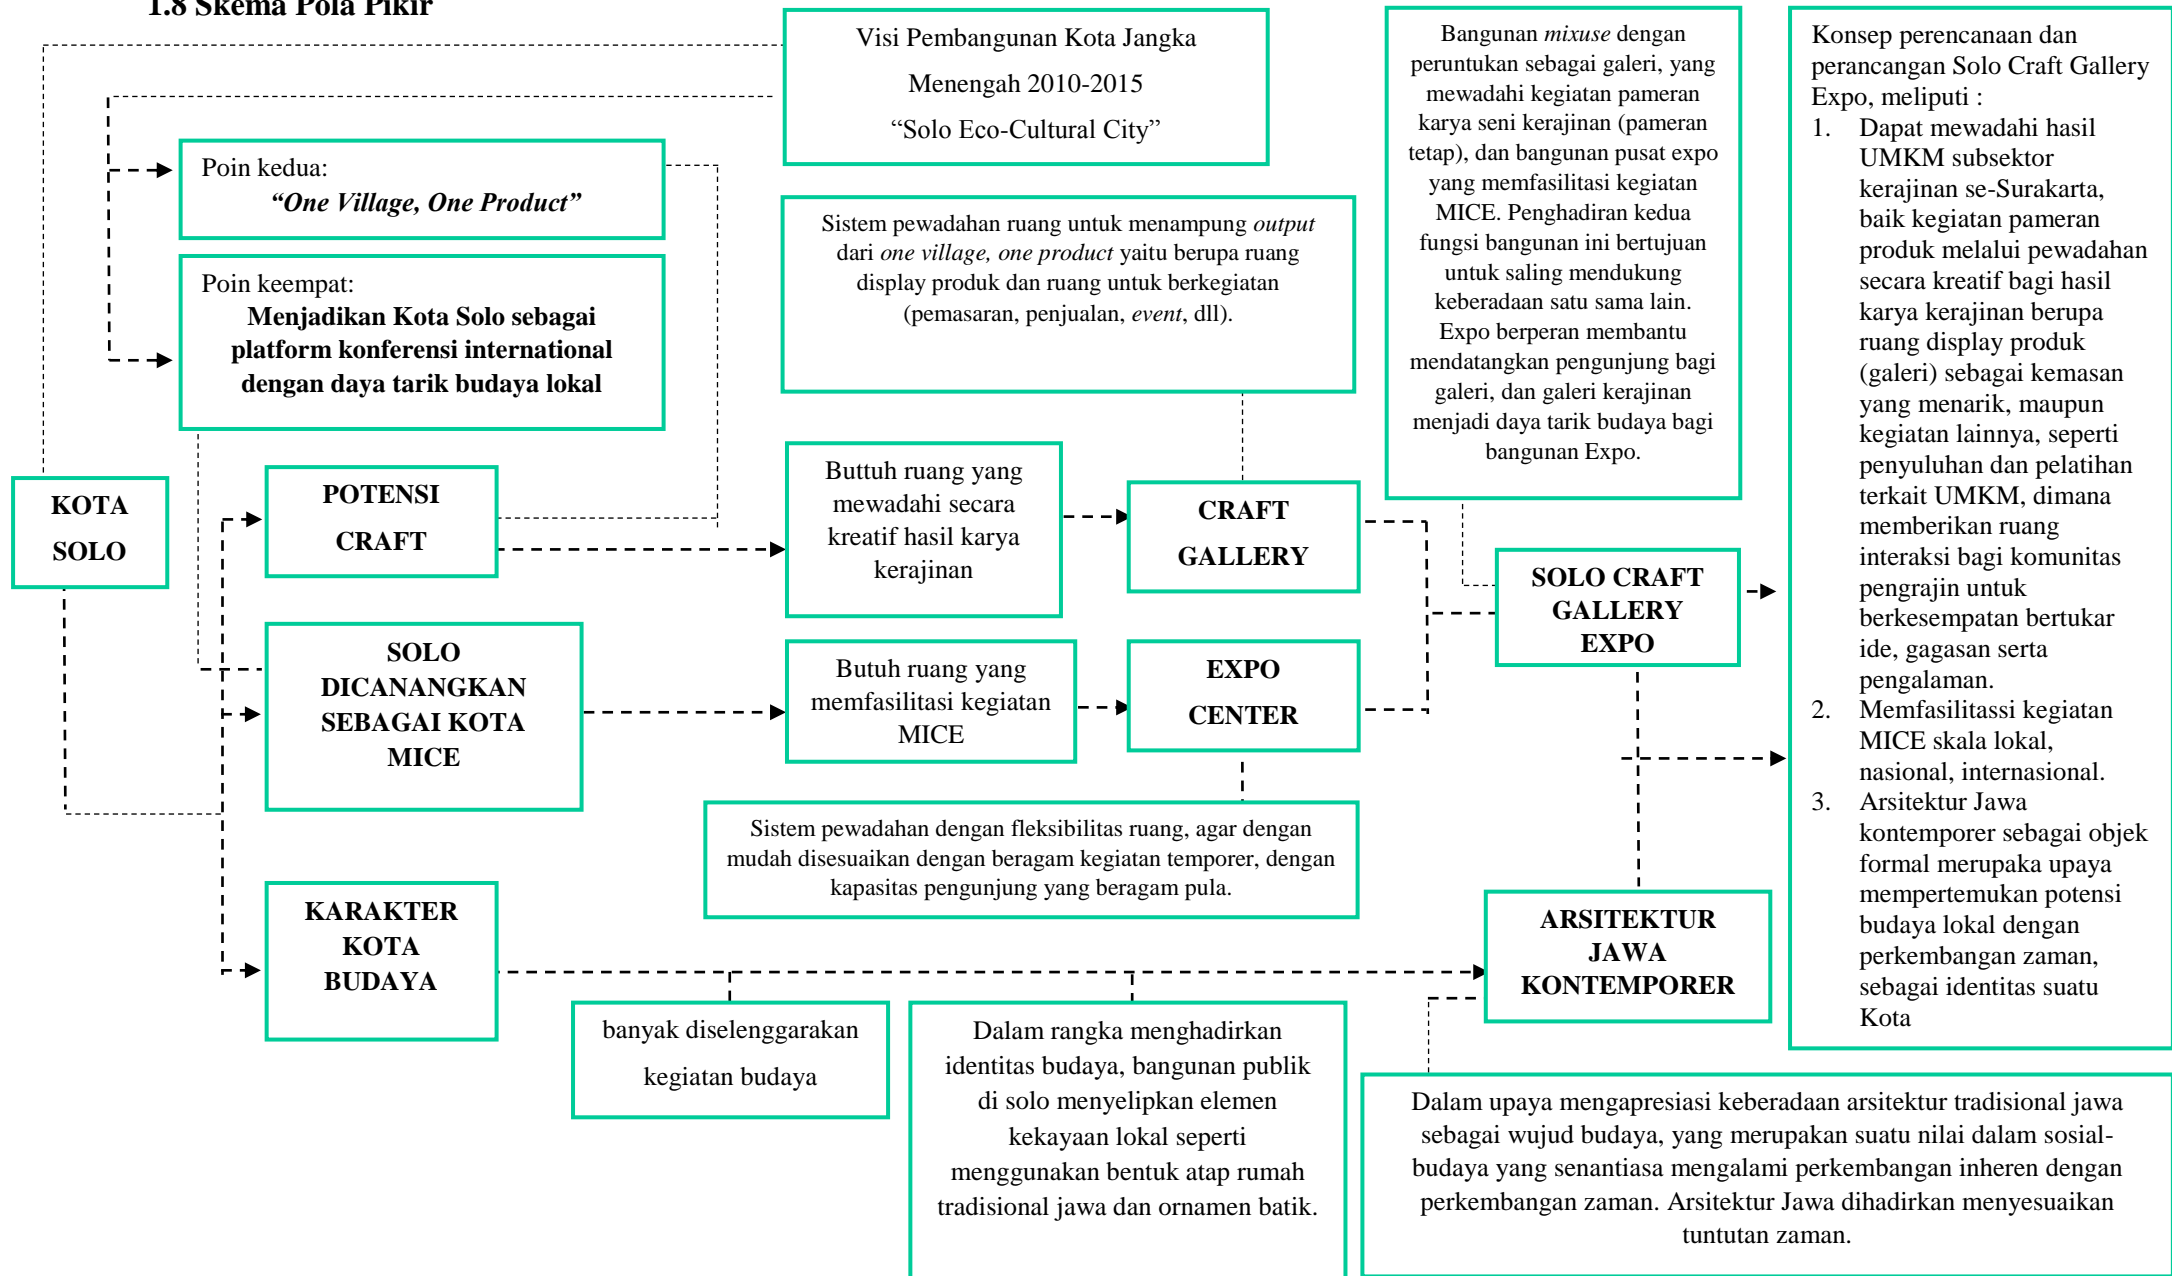 1.8 Skema Pola Pikir
Visi Pembangunan Kota Jangka
Menengah 2010-2015
“Solo Eco-Cultural City”
Poin kedua:
“One Village, One Product”
Poin keempat:
Menjadikan Kota Solo sebagai
platform konferensi international
dengan daya tarik budaya lokal
Sistem pewadahan ruang untuk menampung output
dari one village, one product yaitu berupa ruang
display produk dan ruang untuk berkegiatan
(pemasaran, penjualan, event, dll).
Bangunan mixuse dengan
peruntukan sebagai galeri, yang
mewadahi kegiatan pameran
karya seni kerajinan (pameran
tetap), dan bangunan pusat expo
yang memfasilitasi kegiatan
MICE. Penghadiran kedua
fungsi bangunan ini bertujuan
untuk saling mendukung
keberadaan satu sama lain.
Expo berperan membantu
mendatangkan pengunjung bagi
galeri, dan galeri kerajinan
menjadi daya tarik budaya bagi
bangunan Expo.
KOTA
SOLO
POTENSI
CRAFT
Buttuh ruang yang
mewadahi secara
kreatif hasil karya
kerajinan
CRAFT
GALLERY
SOLO DICANANGKAN
SEBAGAI KOTA
MICE
Butuh ruang yang
memfasilitasi kegiatan
MICE
EXPO
CENTER
SOLO CRAFT
GALLERY
EXPO
Sistem pewadahan dengan fleksibilitas ruang, agar dengan
mudah disesuaikan dengan beragam kegiatan temporer, dengan
kapasitas pengunjung yang beragam pula.
KARAKTER
KOTA
BUDAYA
banyak diselenggarakan
kegiatan budaya
Dalam rangka menghadirkan
identitas budaya, bangunan publik
di solo menyelipkan elemen
kekayaan lokal seperti
menggunakan bentuk atap rumah
tradisional jawa dan ornamen batik.
ARSITEKTUR
JAWA
KONTEMPORER
Dalam upaya mengapresiasi keberadaan arsitektur tradisional jawa
sebagai wujud budaya, yang merupakan suatu nilai dalam sosial-
budaya yang senantiasa mengalami perkembangan inheren dengan
perkembangan zaman. Arsitektur Jawa dihadirkan menyesuaikan
tuntutan zaman.
Konsep perencanaan dan
perancangan Solo Craft Gallery
Expo, meliputi :
1. Dapat mewadahi hasil
UMKM subsektor
kerajinan se-Surakarta,
baik kegiatan pameran
produk melalui pewadahan
secara kreatif bagi hasil
karya kerajinan berupa
ruang display produk
(galeri) sebagai kemasan
yang menarik, maupun
kegiatan lainnya, seperti
penyuluhan dan pelatihan
terkait UMKM, dimana
memberikan ruang
interaksi bagi komunitas
pengrajin untuk
berkesempatan bertukar
ide, gagasan serta
pengalaman.
2. Memfasilitassi kegiatan
MICE skala lokal,
nasional, internasional.
3. Arsitektur Jawa
kontemporer sebagai objek
formal merupaka upaya
mempertemukan potensi
budaya lokal dengan
perkembangan zaman,
sebagai identitas suatu
Kota